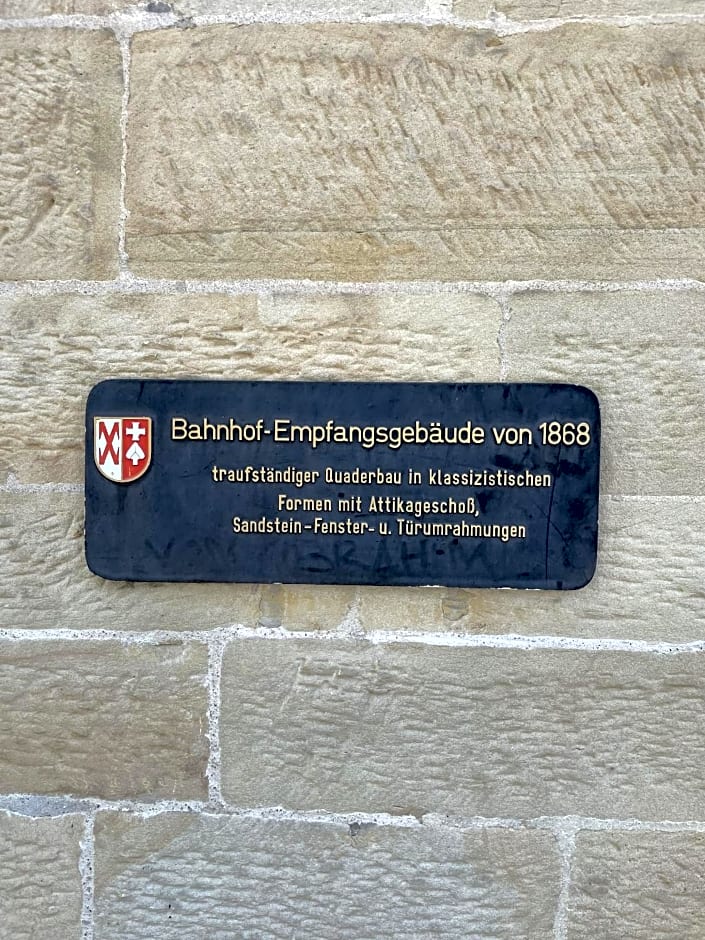 Bahnhof-Empfangsgebäude von 1868
traufständiger Quaderbau in klassizistischen
Formen mit Attikageschoß,
Sandstein-Fenster- u. Türumrahmungen